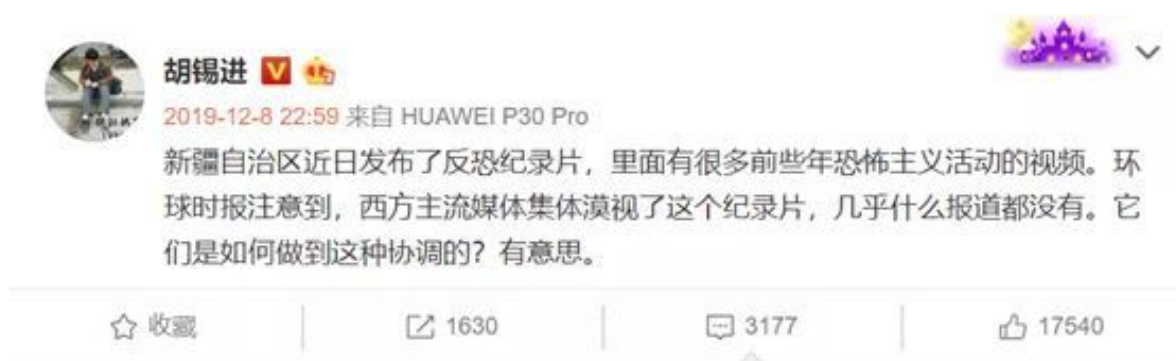 胡锡进
2019-12-8 22:59 来自 HUAWEI P30 Pro
新疆自治区近日发布了反恐纪录片，里面有很多前些年恐怖主义活动的视频。环
球时报注意到，西方主流媒体集体漠视了这个纪录片，几乎什么报道都没有。它
们是如何做到这种协调的？有意思。
收藏 1630 3177 17540